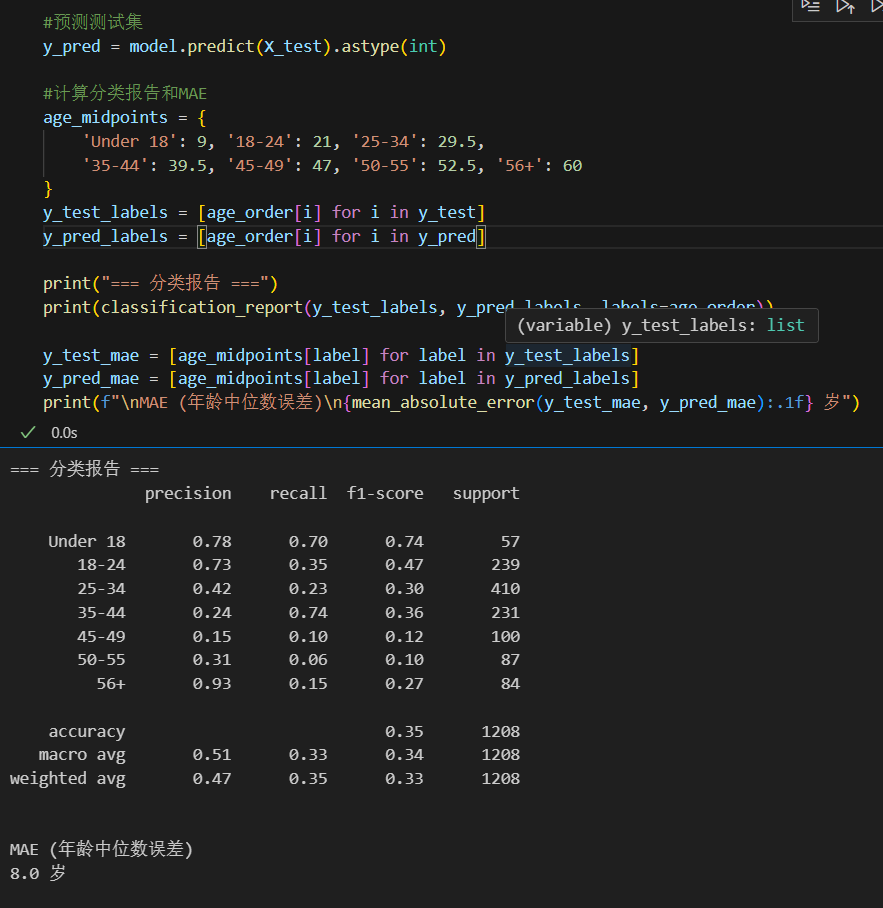 #预测测试集
y_pred = model.predict(X_test).astype(int)
#计算分类报告和MAE
age_midpoints = {
    'Under 18': 9, '18-24': 21, '25-34': 29.5,
    '35-44': 39.5, '45-49': 47, '50-55': 52.5, '56+': 60
}
y_test_labels = [age_order[i] for i in y_test]
y_pred_labels = [age_order[i] for i in y_pred]
print("=== 分类报告 ===")
print(classification_report(y_test_labels, y_pred_labels, labels=age_order))
(variable) y_test_labels: list
y_test_mae = [age_midpoints[label] for label in y_test_labels]
y_pred_mae = [age_midpoints[label] for label in y_pred_labels]
print(f"\nMAE (年龄中位数误差)\n{mean_absolute_error(y_test_mae, y_pred_mae):.1f} 岁")
0.0s
=== 分类报告 ===
              precision    recall  f1-score   support
    Under 18       0.78      0.70      0.74        57
       18-24       0.73      0.35      0.47       239
       25-34       0.42      0.23      0.30       410
       35-44       0.24      0.74      0.36       231
       45-49       0.15      0.10      0.12       100
       50-55       0.31      0.06      0.10        87
         56+       0.93      0.15      0.27        84
    accuracy                           0.35      1208
   macro avg       0.51      0.33      0.34      1208
weighted avg       0.47      0.35      0.33      1208
MAE (年龄中位数误差)
8.0 岁